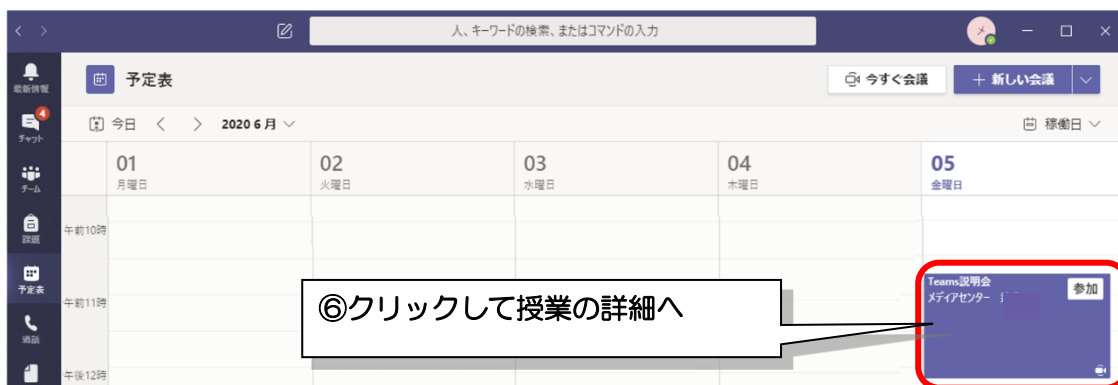 人、キーワードの検索、またはコマンドの入力
最新情報
予定表
今すぐ会議
新しい会議
4
チャット
今日
2020 6月
稼働日
チーム
01
月曜日
02
火曜日
03
水曜日
04
木曜日
05
金曜日
課題
午前10時
予定表
Teams説明会
参加
メディアセンター
午前11時
⑥クリックして授業の詳細へ
通話
午後12時